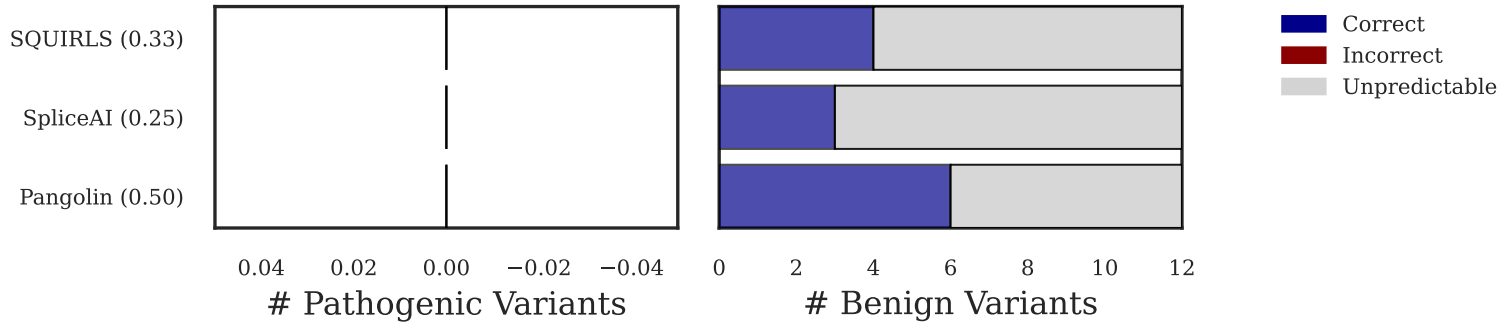 SQUIRLS (0.33)
SpliceAI (0.25)
Pangolin (0.50)
0.04 0.02 0.00 −0.02 −0.04
# Pathogenic Variants
0 2 4 6 8 10 12
# Benign Variants
Correct
Incorrect
Unpredictable